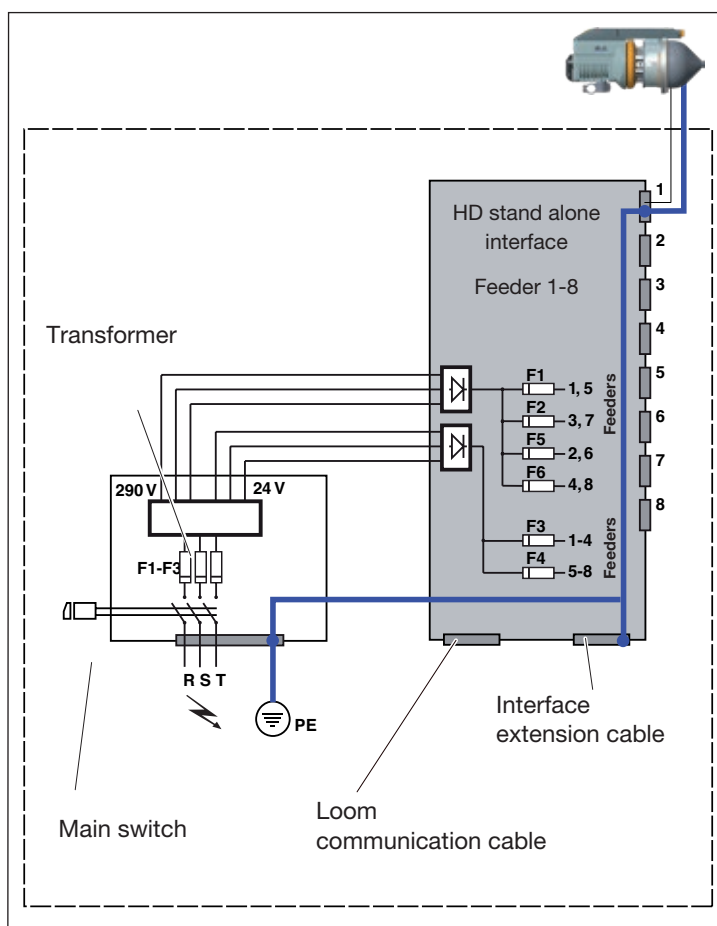 1
HD stand alone
interface
2
Feeder 1-8
3
Transformer
4
5
F1
1, 5
F2
3, 7
Feeders
6
F5
2, 6
7
F6
4, 8
290 V
24 V
8
F3
1-4
F1-F3
F4
5-8
Feeders
R S T
PE
Interface
extension cable
Main switch
Loom
communication cable